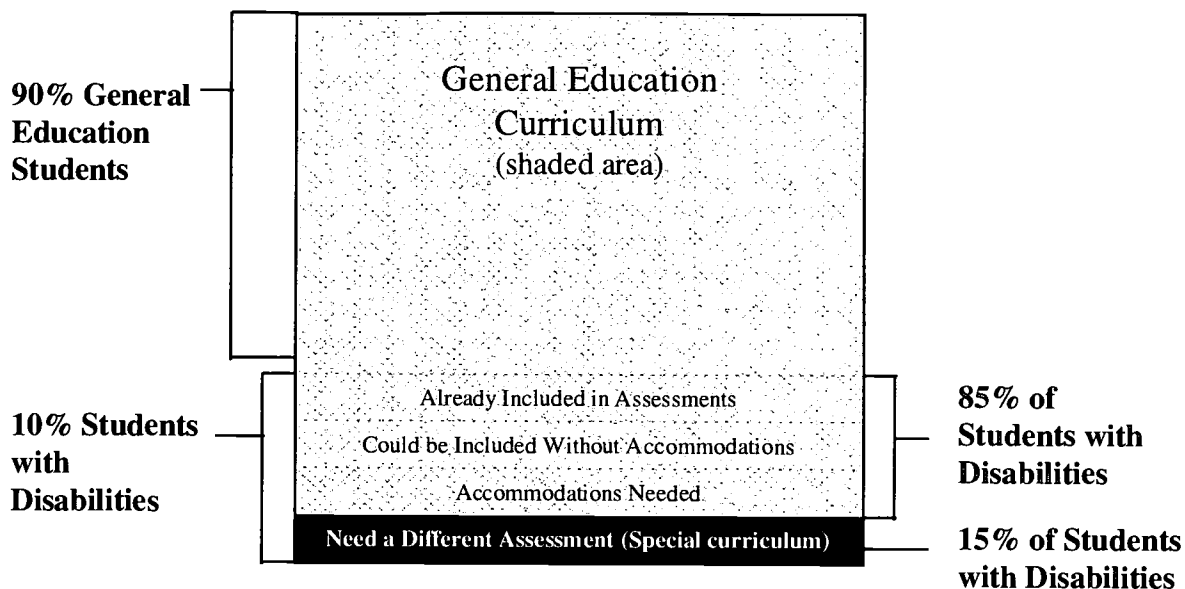 90% General
Education
Students
General Education
Curriculum
(shaded area)
10% Students
with
Disabilities
Already Included in Assessments
Could be Included Without Accommodations
Accommodations Needed
Need a Different Assessment (Special curriculum)
85% of
Students with
Disabilities
15% of Students
with Disabilities